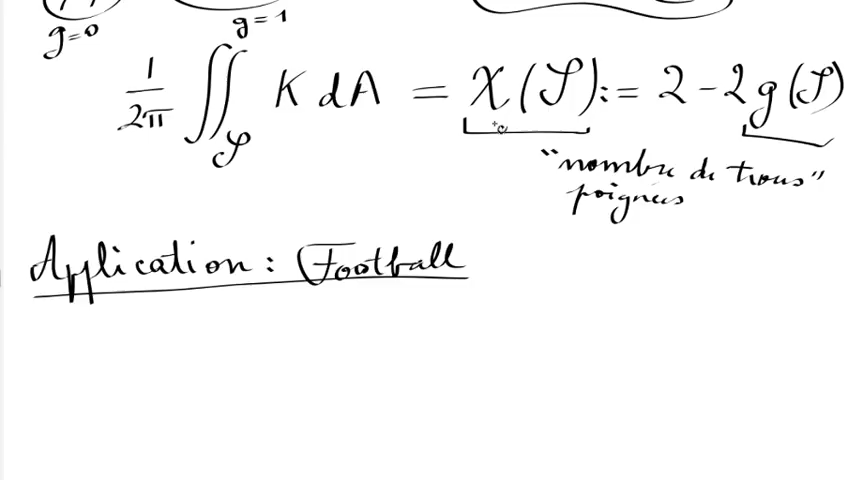 g=0
g=1
1/2π ∬_𝒮 K dA = χ(𝒮) := 2 - 2g(𝒮)
"nombre de trous"
poignées
Application : Football